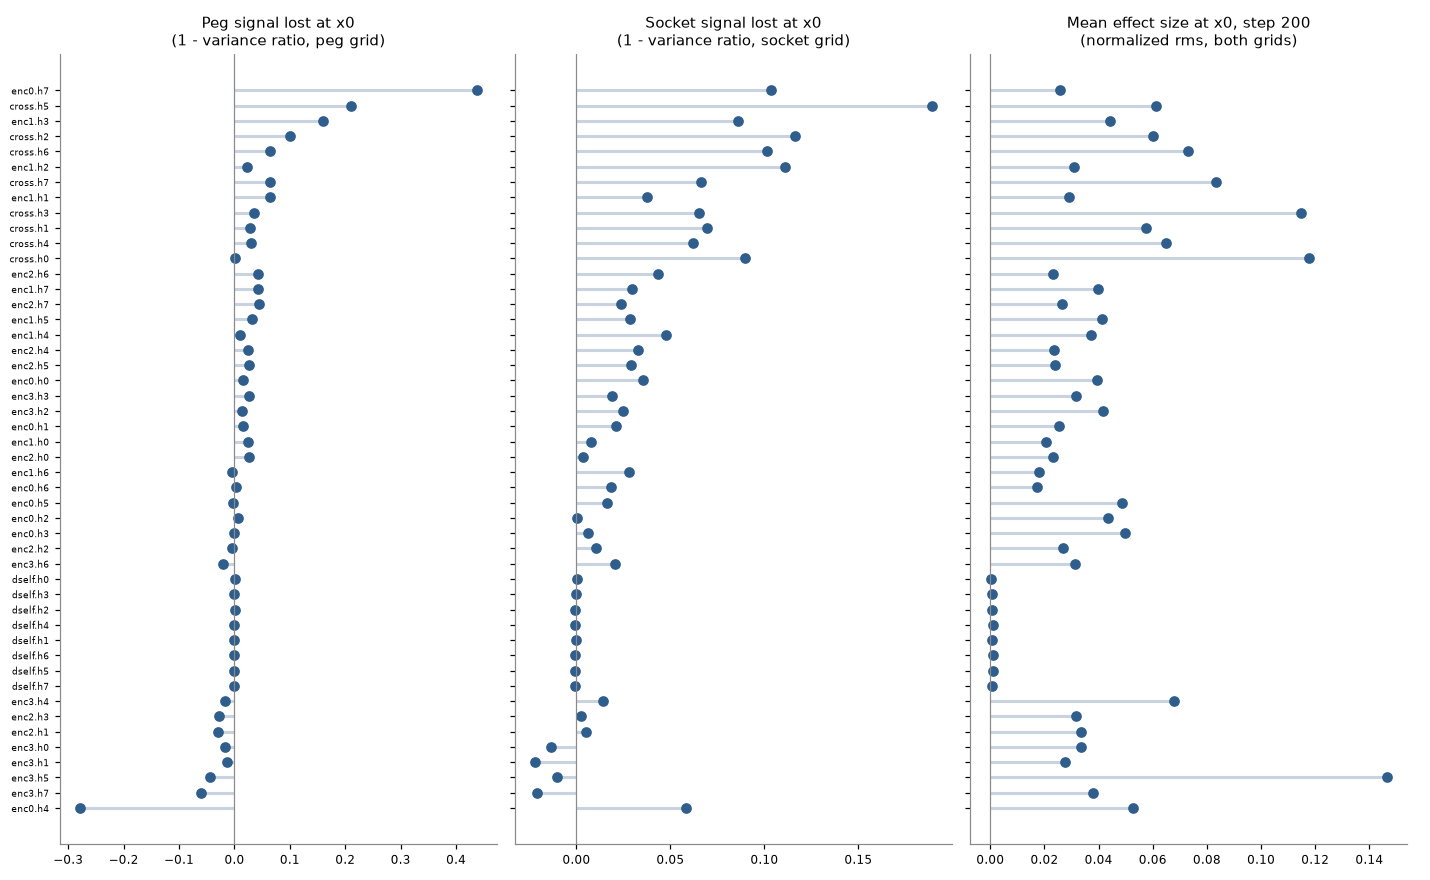 Peg signal lost at x0
(1 - variance ratio, peg grid)
Socket signal lost at x0
(1 - variance ratio, socket grid)
Mean effect size at x0, step 200
(normalized rms, both grids)
enc0.h7
cross.h5
enc1.h3
cross.h2
cross.h6
enc1.h2
cross.h7
enc1.h1
cross.h3
cross.h1
cross.h4
cross.h0
enc2.h6
enc1.h7
enc2.h7
enc1.h5
enc1.h4
enc2.h4
enc2.h5
enc0.h0
enc3.h3
enc3.h2
enc0.h1
enc1.h0
enc2.h0
enc1.h6
enc0.h6
enc0.h5
enc0.h2
enc0.h3
enc2.h2
enc3.h6
dself.h0
dself.h3
dself.h2
dself.h4
dself.h1
dself.h6
dself.h5
dself.h7
enc3.h4
enc2.h3
enc2.h1
enc3.h0
enc3.h1
enc3.h5
enc3.h7
enc0.h4
−0.3 −0.2 −0.1 0.0 0.1 0.2 0.3 0.4
0.00 0.05 0.10 0.15
0.00 0.02 0.04 0.06 0.08 0.10 0.12 0.14